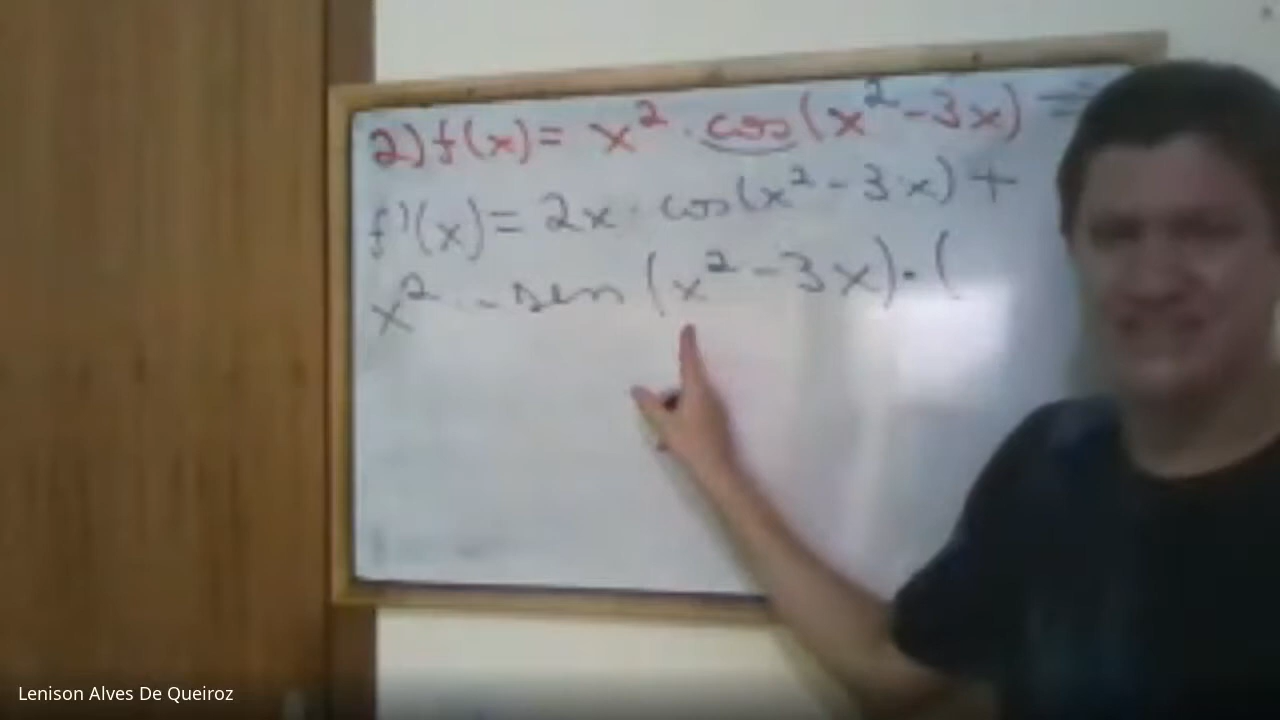 2) f(x) = x² · cos(x² - 3x) =
f'(x) = 2x · cos(x² - 3x) +
x² · -sen (x² - 3x) · (
Lenison Alves De Queiroz